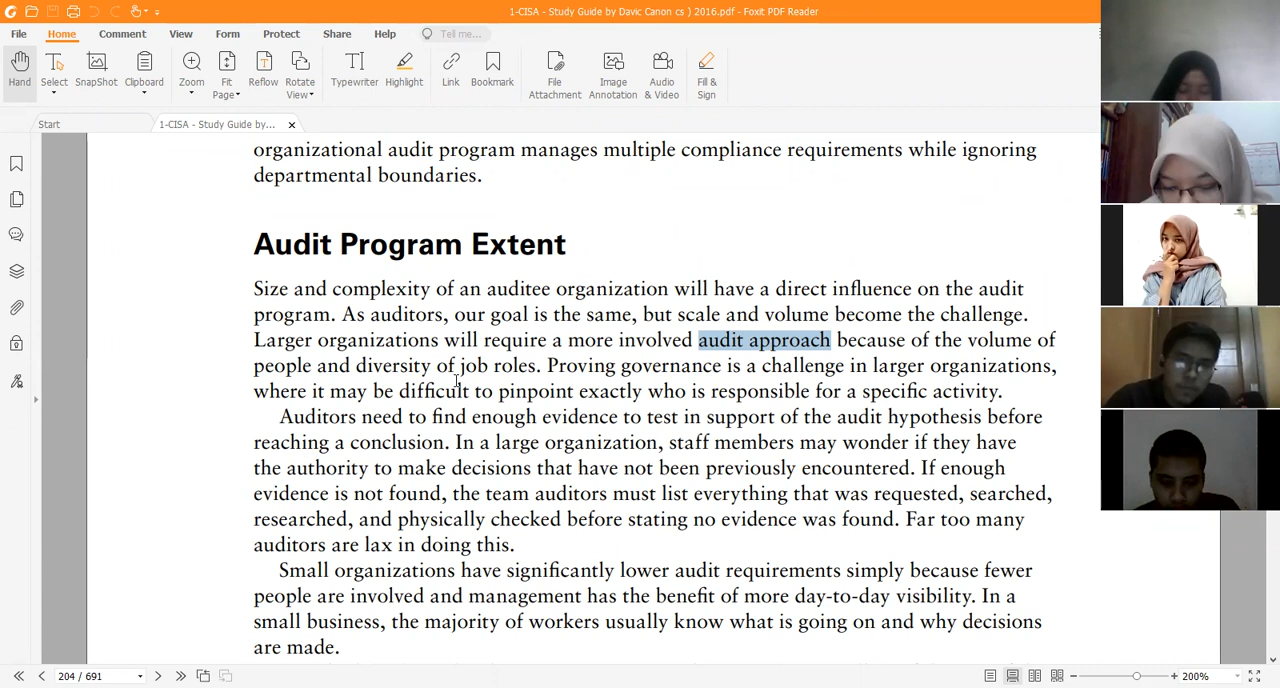 1-CISA - Study Guide by Davic Canon cs ) 2016.pdf - Foxit PDF Reader
File Home Comment View Form Protect Share Help Tell me...
Hand Select SnapShot Clipboard Zoom Fit Page Reflow Rotate View Typewriter Highlight Link Bookmark File Attachment Image Annotation Audio & Video Fill & Sign
Start 1-CISA - Study Guide by...
organizational audit program manages multiple compliance requirements while ignoring
departmental boundaries.
Audit Program Extent
Size and complexity of an auditee organization will have a direct influence on the audit
program. As auditors, our goal is the same, but scale and volume become the challenge.
Larger organizations will require a more involved audit approach because of the volume of
people and diversity of job roles. Proving governance is a challenge in larger organizations,
where it may be difficult to pinpoint exactly who is responsible for a specific activity.
Auditors need to find enough evidence to test in support of the audit hypothesis before
reaching a conclusion. In a large organization, staff members may wonder if they have
the authority to make decisions that have not been previously encountered. If enough
evidence is not found, the team auditors must list everything that was requested, searched,
researched, and physically checked before stating no evidence was found. Far too many
auditors are lax in doing this.
Small organizations have significantly lower audit requirements simply because fewer
people are involved and management has the benefit of more day-to-day visibility. In a
small business, the majority of workers usually know what is going on and why decisions
are made.
204 / 691 200%